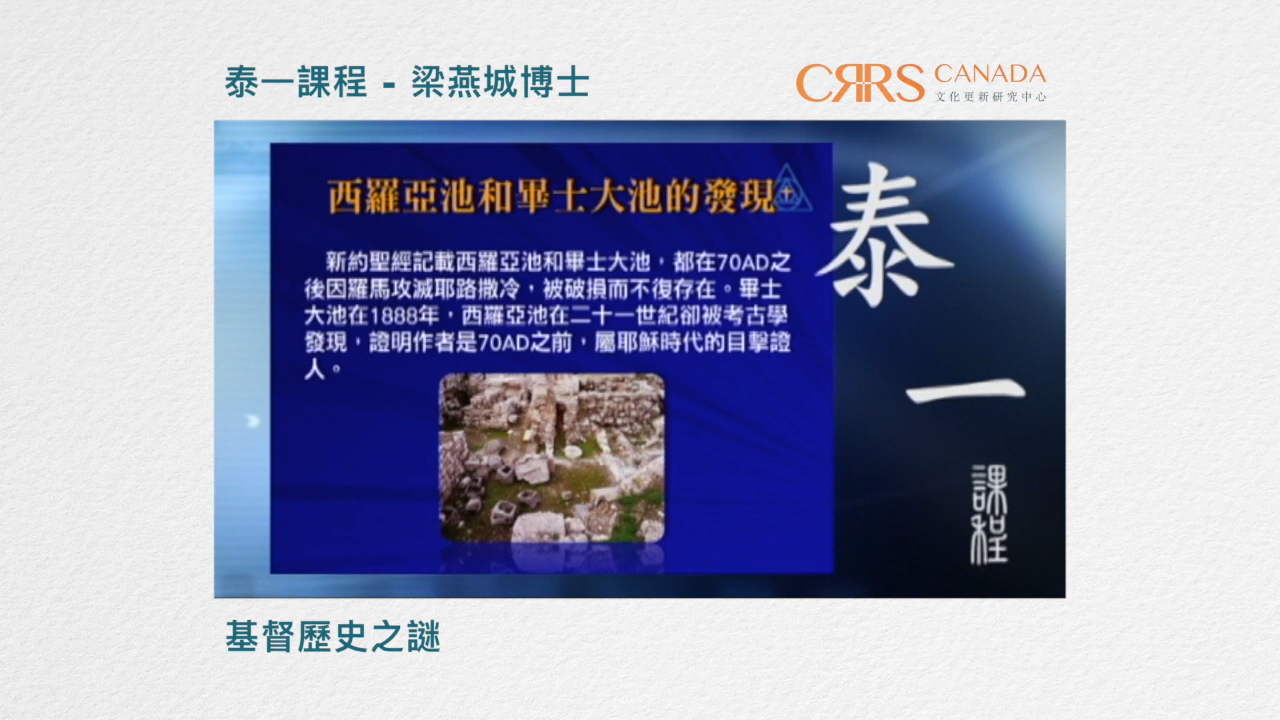 泰一課程 - 梁燕城博士
CRRS CANADA
文化更新研究中心
西羅亞池和畢士大池的發現
新約聖經記載西羅亞池和畢士大池，都在70AD之
後因羅馬攻滅耶路撒冷，被破損而不復存在。畢士
大池在1888年，西羅亞池在二十一世紀卻被考古學
發現，證明作者是70AD之前，屬耶穌時代的目擊證
人。
泰一
課程
基督歷史之謎